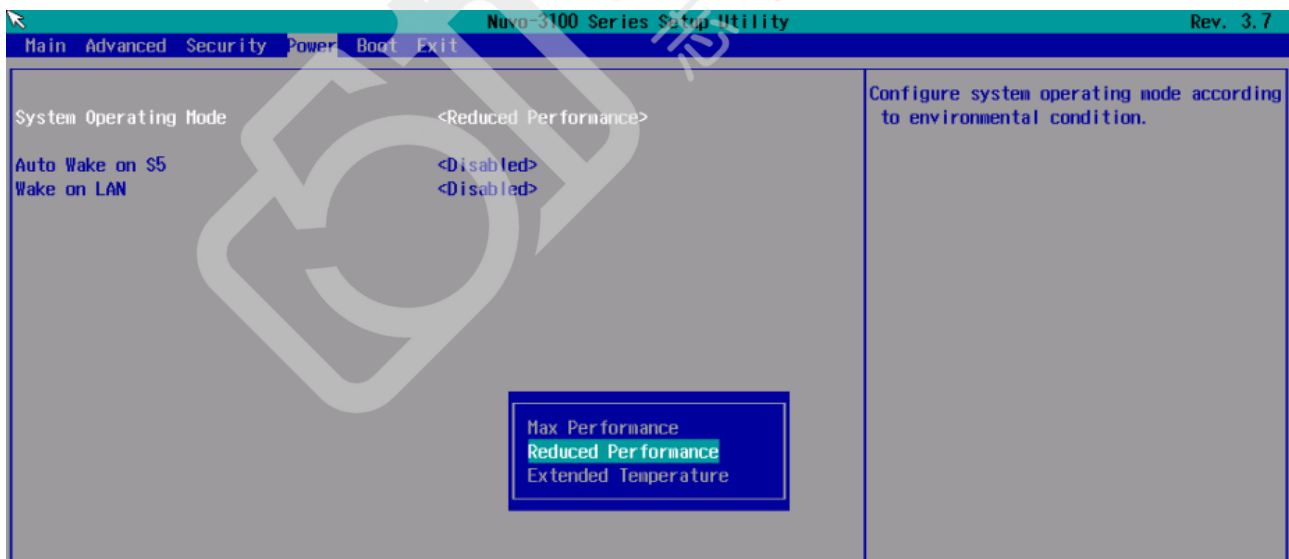 Nuvo-3100 Series Setup Utility Rev. 3.7
Main Advanced Security Power Boot Exit
System Operating Mode <Reduced Performance>
Auto Wake on S5 <Disabled>
Wake on LAN <Disabled>
Configure system operating mode according
to environmental condition.
Max Performance
Reduced Performance
Extended Temperature